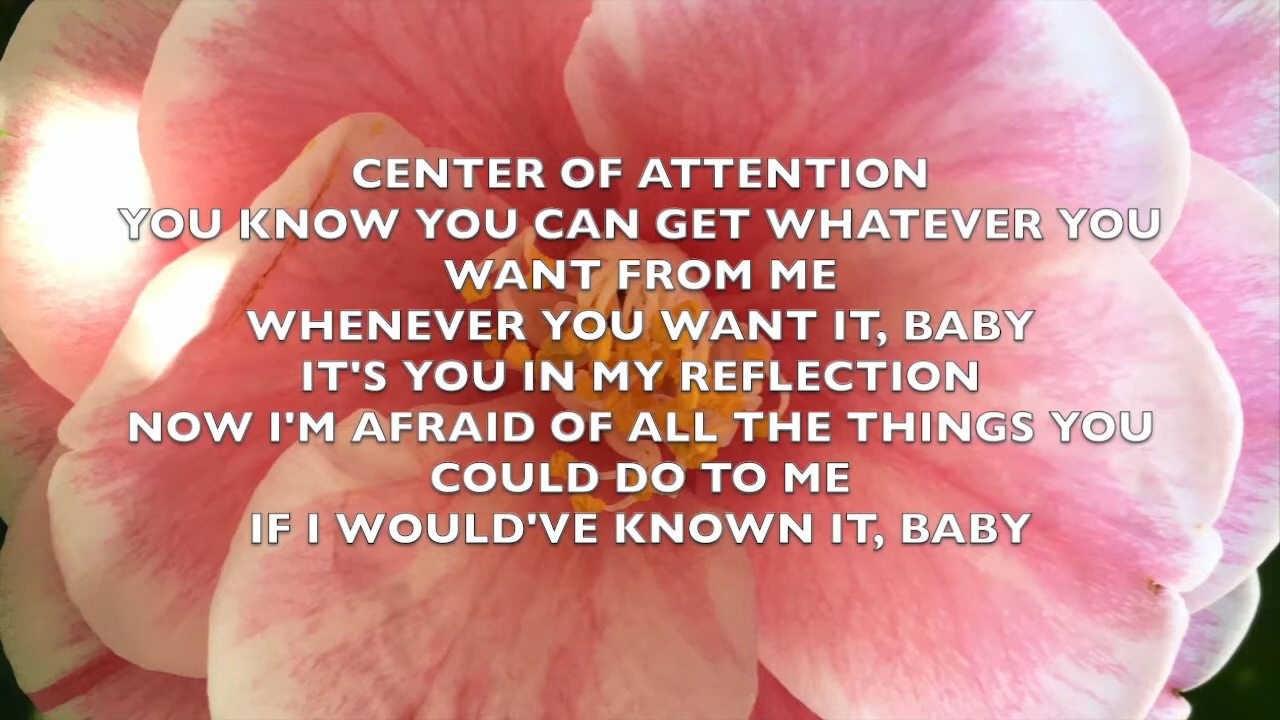 CENTER OF ATTENTION
YOU KNOW YOU CAN GET WHATEVER YOU
WANT FROM ME
WHENEVER YOU WANT IT, BABY
IT'S YOU IN MY REFLECTION
NOW I'M AFRAID OF ALL THE THINGS YOU
COULD DO TO ME
IF I WOULD'VE KNOWN IT, BABY